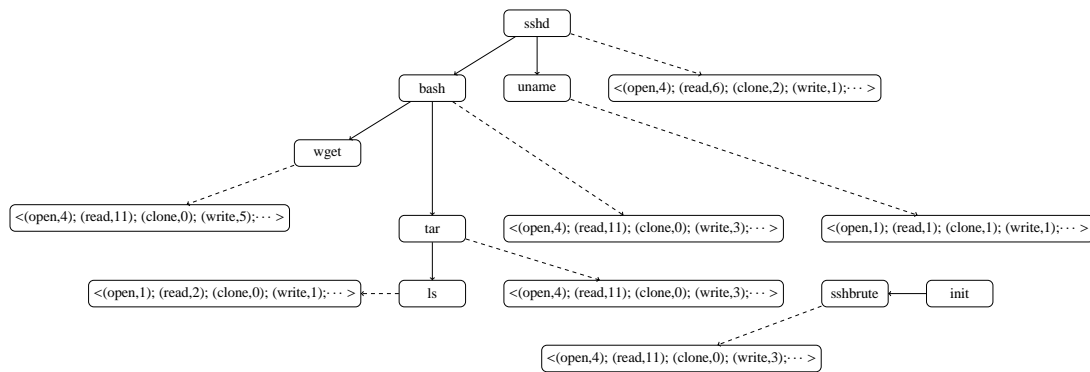 sshd
bash
uname
<(open,4); (read,6); (clone,2); (write,1);··· >
wget
<(open,4); (read,11); (clone,0); (write,5);··· >
tar
<(open,4); (read,11); (clone,0); (write,3);··· >
<(open,1); (read,1); (clone,1); (write,1);··· >
<(open,1); (read,2); (clone,0); (write,1);··· >
ls
<(open,4); (read,11); (clone,0); (write,3);··· >
sshbrute
init
<(open,4); (read,11); (clone,0); (write,3);··· >